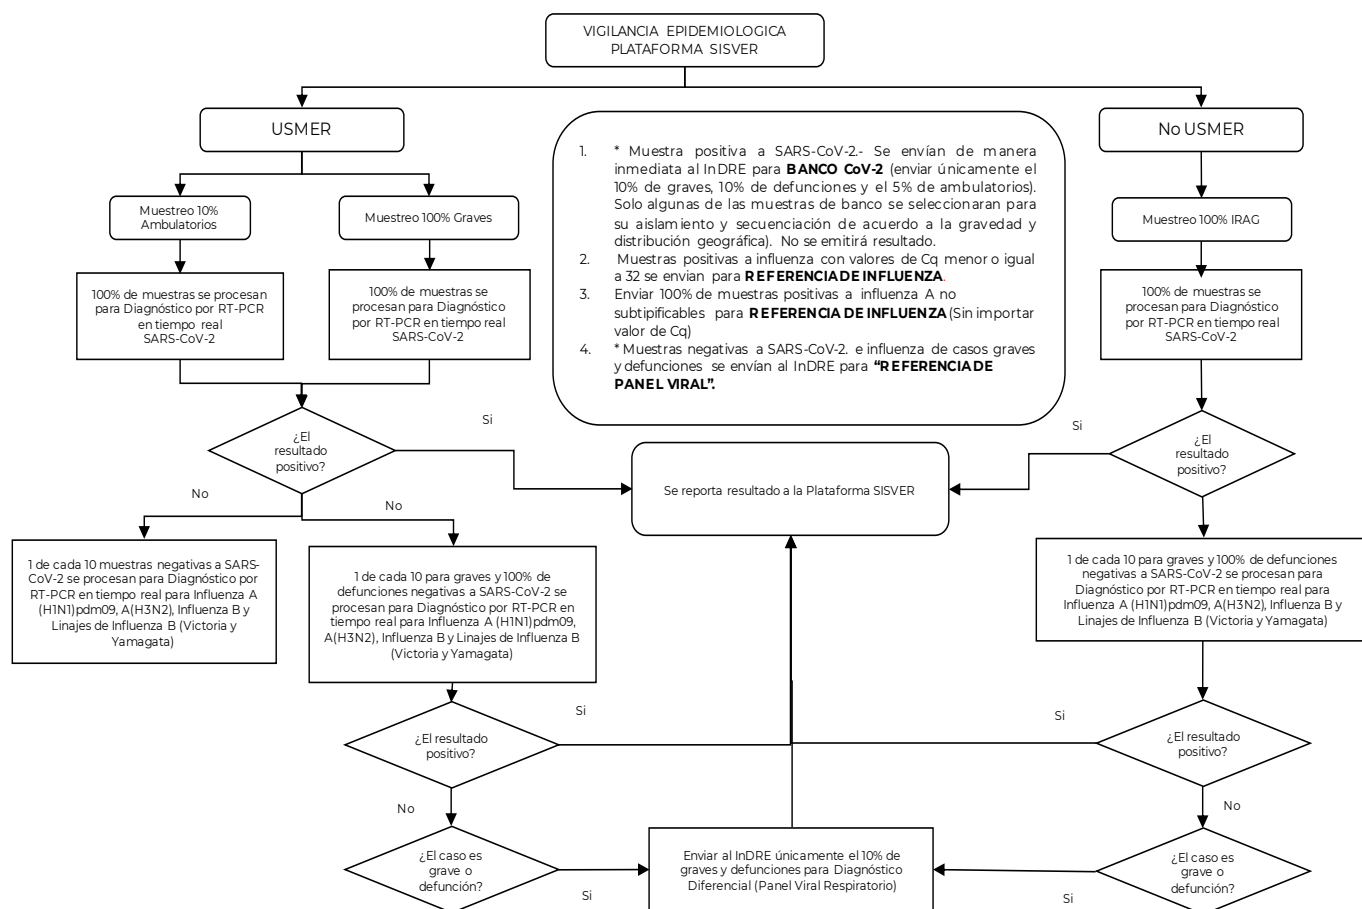 VIGILANCIA EPIDEMIOLOGICA
PLATAFORMA SISVER
USMER
No USMER
Muestreo 10%
Ambulatorios
Muestreo 100% Graves
Muestreo 100% IRAG
1. * Muestra positiva a SARS-CoV-2.- Se envían de manera
inmediata al InDRE para BANCO CoV-2 (enviar únicamente el
10% de graves, 10% de defunciones y el 5% de ambulatorios).
Solo algunas de las muestras de banco se seleccionaran para
su aislamiento y secuenciación de acuerdo a la gravedad y
distribución geográfica). No se emitirá resultado.
2. Muestras positivas a influenza con valores de Cq menor o igual
a 32 se envian para REFERENCIA DE INFLUENZA.
3. Enviar 100% de muestras positivas a influenza A no
subtipificables para REFERENCIA DE INFLUENZA (Sin importar
valor de Cq)
4. * Muestras negativas a SARS-CoV-2. e influenza de casos graves
y defunciones se envían al InDRE para “REFERENCIA DE
PANEL VIRAL”.
100% de muestras se procesan
para Diagnóstico por RT-PCR
en tiempo real
SARS-CoV-2
100% de muestras se
procesan para Diagnóstico
por RT-PCR en tiempo real
SARS-CoV-2
100% de muestras se
procesan para Diagnóstico
por RT-PCR en tiempo real
SARS-CoV-2
¿El
resultado
positivo?
Si
Se reporta resultado a la Plataforma SISVER
Si
¿El
resultado
positivo?
No
No
1 de cada 10 muestras negativas a SARS-
CoV-2 se procesan para Diagnóstico por
RT-PCR en tiempo real para Influenza A
(H1N1)pdm09, A(H3N2), Influenza B y
Linajes de Influenza B (Victoria y
Yamagata)
1 de cada 10 para graves y 100% de
defunciones negativas a SARS-CoV-2 se
procesan para Diagnóstico por RT-PCR en
tiempo real para Influenza A (H1N1)pdm09,
A(H3N2), Influenza B y Linajes de Influenza B
(Victoria y Yamagata)
1 de cada 10 para graves y 100% de defunciones
negativas a SARS-CoV-2 se procesan para
Diagnóstico por RT-PCR en tiempo real para
Influenza A (H1N1)pdm09, A(H3N2), Influenza B y
Linajes de Influenza B (Victoria y Yamagata)
¿El resultado
positivo?
Si
Si
¿El resultado
positivo?
No
No
¿El caso es
grave o
defunción?
Si
Enviar al InDRE únicamente el 10% de
graves y defunciones para Diagnóstico
Diferencial (Panel Viral Respiratorio)
Si
¿El caso es
grave o
defunción?